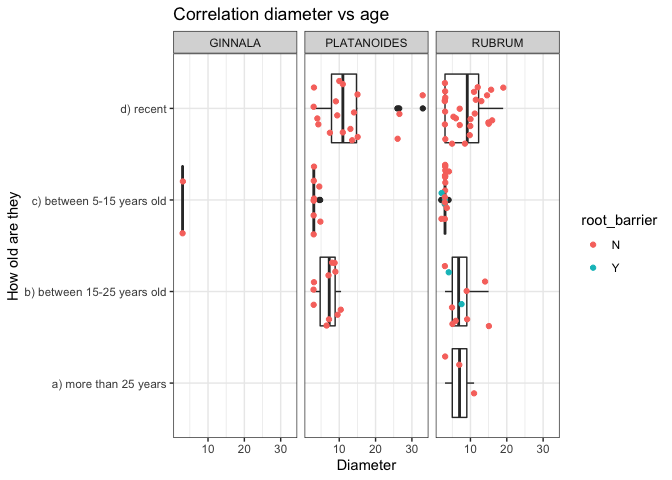 Correlation diameter vs age
GINNALA PLATANOIDES RUBRUM
d) recent
c) between 5-15 years old
b) between 15-25 years old
a) more than 25 years
How old are they
10 20 30 10 20 30 10 20 30
Diameter
root_barrier
N
Y